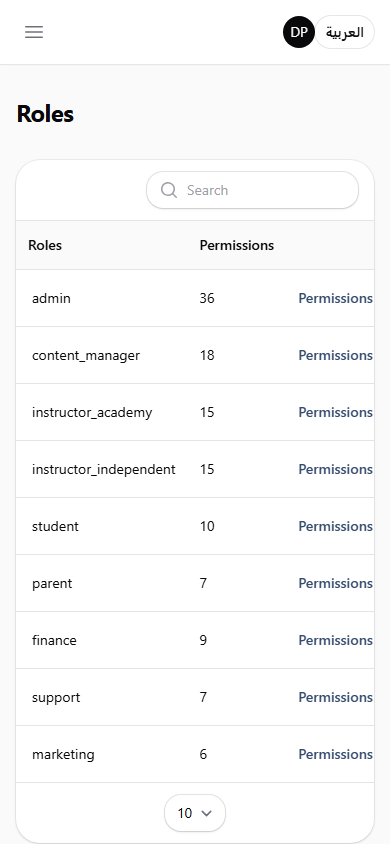 DP العربية
Roles
Search
Roles Permissions
admin 36 Permissions
content_manager 18 Permissions
instructor_academy 15 Permissions
instructor_independent 15 Permissions
student 10 Permissions
parent 7 Permissions
finance 9 Permissions
support 7 Permissions
marketing 6 Permissions
10